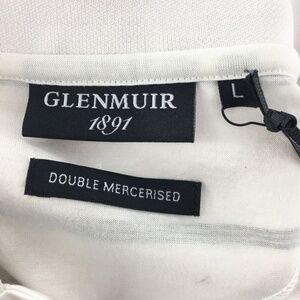 GLENMUIR
1891
L
DOUBLE MERCERISED